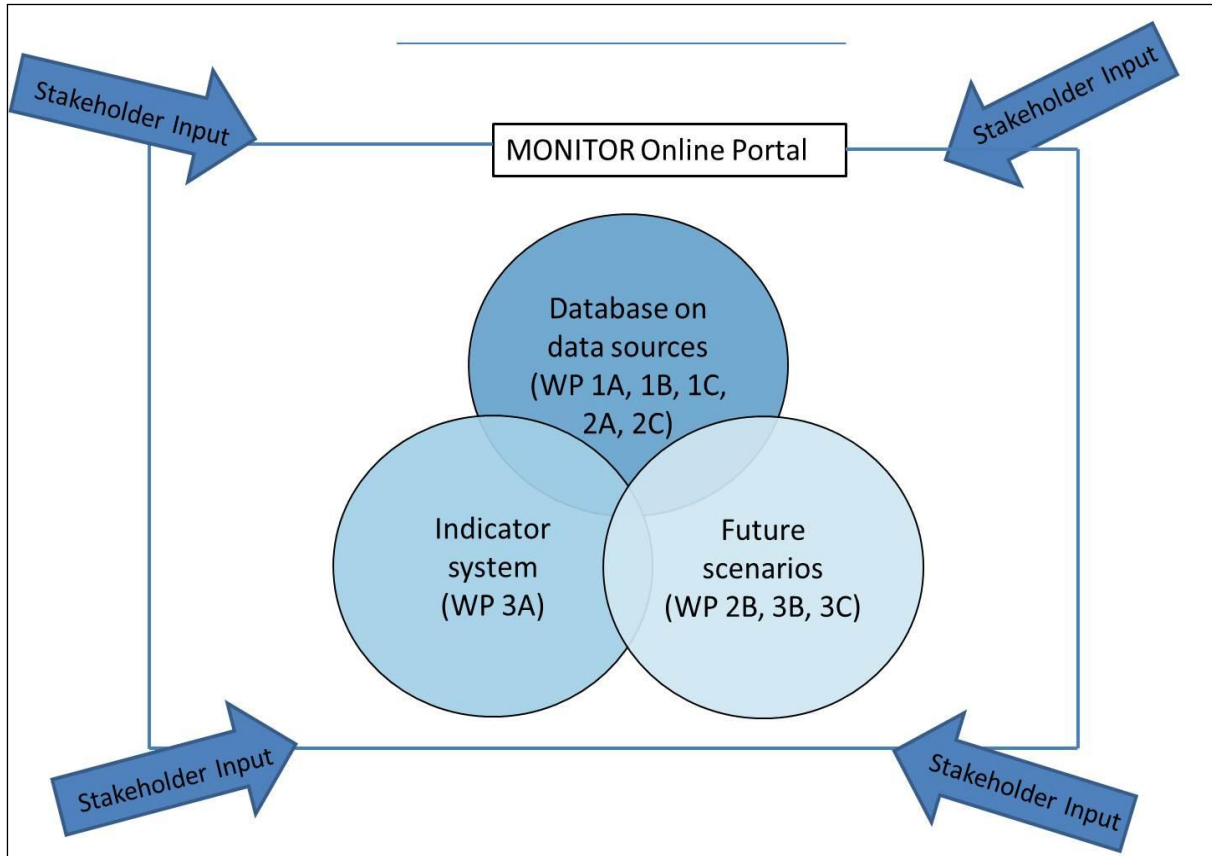 Stakeholder Input
Stakeholder Input
MONITOR Online Portal
Database on
data sources
(WP 1A, 1B, 1C,
2A, 2C)
Indicator
system
(WP 3A)
Future
scenarios
(WP 2B, 3B, 3C)
Stakeholder Input
Stakeholder Input